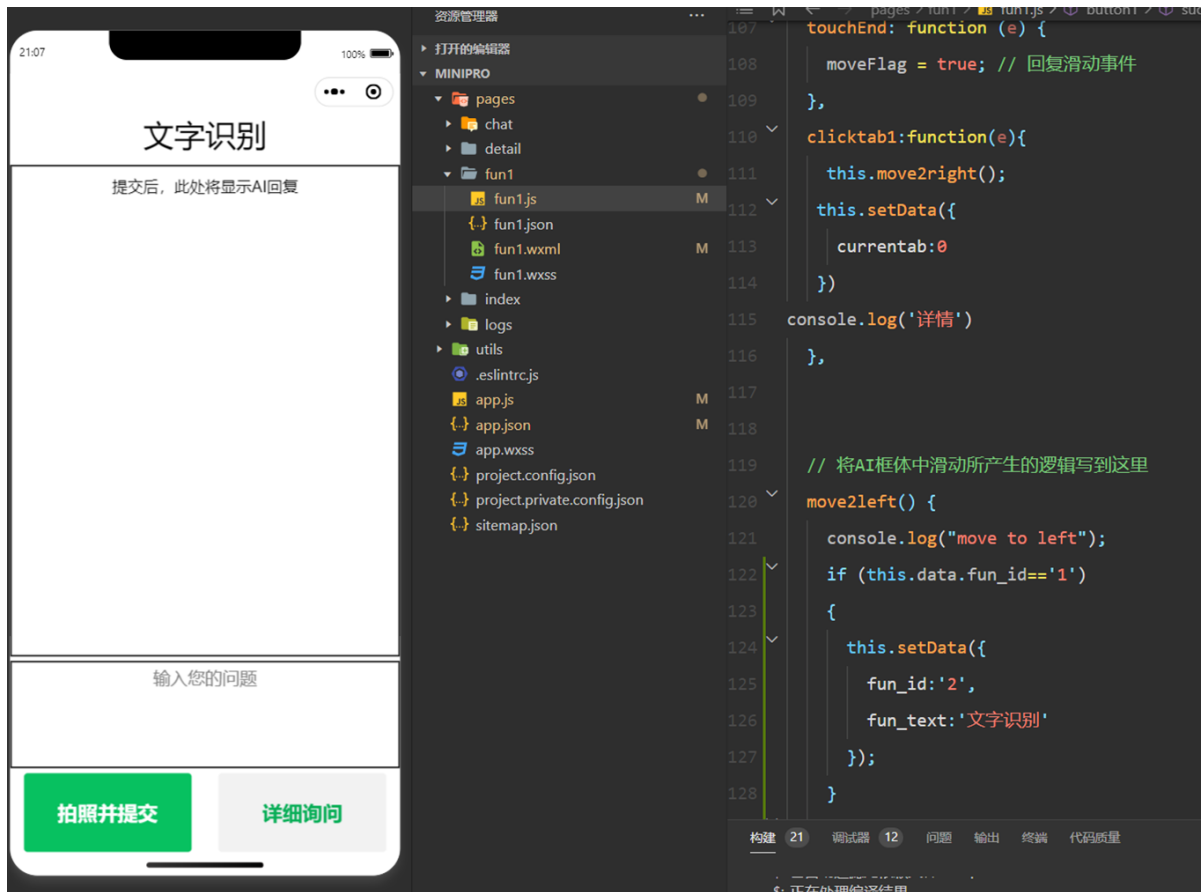 21:07
100%
文字识别
提交后，此处将显示AI回复
输入您的问题
拍照并提交
详细询问
资源管理器
打开的编辑器
MINIPRO
pages
chat
detail
fun1
fun1.js M
fun1.json
fun1.wxml M
fun1.wxss
index
logs
utils
.eslintrc.js
app.js M
app.json M
app.wxss
project.config.json
project.private.config.json
sitemap.json
pages > fun1 > fun1.js > button1 >
107 touchEnd: function (e) {
108 moveFlag = true; // 回复滑动事件
109 },
110 clicktab1:function(e){
111 this.move2right();
112 this.setData({
113 currentab:0
114 })
115 console.log('详情')
116 },
117
118
119 // 将AI框体中滑动所产生的逻辑写到这里
120 move2left() {
121 console.log("move to left");
122 if (this.data.fun_id=='1')
123 {
124 this.setData({
125 fun_id:'2',
126 fun_text:'文字识别'
127 });
128 }
构建 21 调试器 12 问题 输出 终端 代码质量